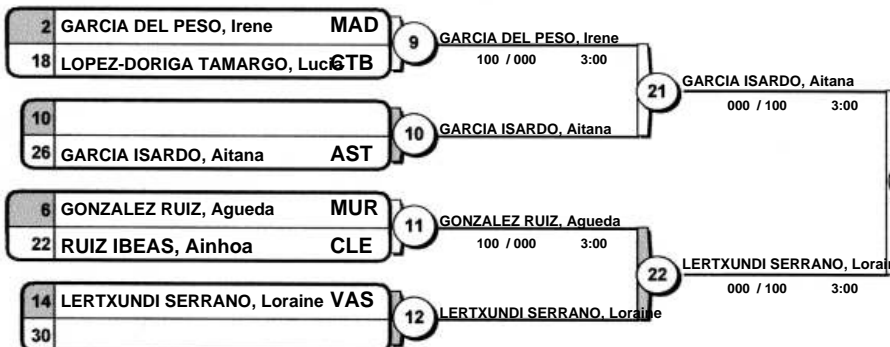 2 GARCIA DEL PESO, Irene MAD
18 LOPEZ-DORIGA TAMARGO, Lucia CTB
9 GARCIA DEL PESO, Irene
100 / 000 3:00
10
26 GARCIA ISARDO, Aitana AST
10 GARCIA ISARDO, Aitana
21 GARCIA ISARDO, Aitana
000 / 100 3:00
6 GONZALEZ RUIZ, Agueda MUR
22 RUIZ IBEAS, Ainhoa CLE
11 GONZALEZ RUIZ, Agueda
100 / 000 3:00
14 LERTXUNDI SERRANO, Loraine VAS
30
12 LERTXUNDI SERRANO, Loraine
22 LERTXUNDI SERRANO, Lorain
000 / 100 3:00